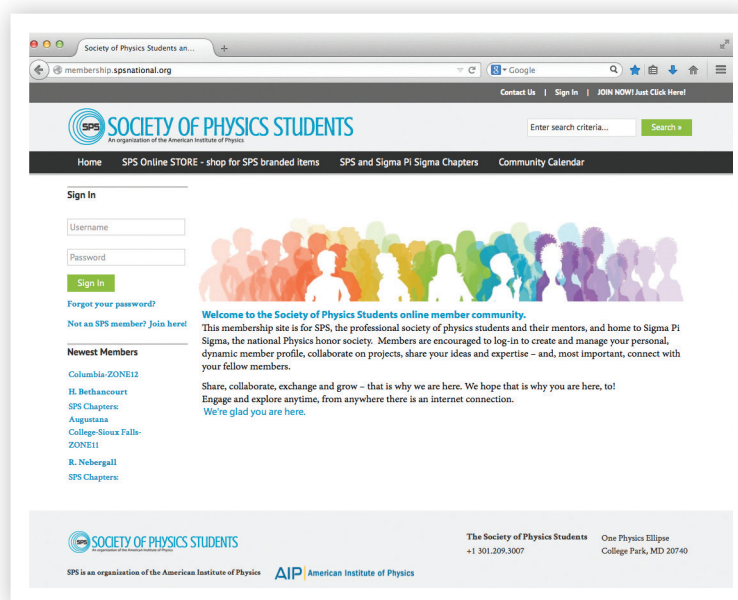 Society of Physics Students an...
membership.spsnational.org
Google
Contact Us | Sign In | JOIN NOW! Just Click Here!
SPS SOCIETY OF PHYSICS STUDENTS
An organization of the American Institute of Physics
Enter search criteria...
Search »
Home SPS Online STORE - shop for SPS branded items SPS and Sigma Pi Sigma Chapters Community Calendar
Sign In
Username
Password
Sign In
Forgot your password?
Not an SPS member? Join here!
Newest Members
Columbia-ZONE12
H. Bethancourt
SPS Chapters:
Augustana
College-Sioux Falls-
ZONE11
R. Nebergall
SPS Chapters:
Welcome to the Society of Physics Students online member community.
This membership site is for SPS, the professional society of physics students and their mentors, and home to Sigma Pi
Sigma, the national Physics honor society. Members are encouraged to log-in to create and manage your personal,
dynamic member profile, collaborate on projects, share your ideas and expertise – and, most important, connect with
your fellow members.
Share, collaborate, exchange and grow – that is why we are here. We hope that is why you are here, to!
Engage and explore anytime, from anywhere there is an internet connection.
We're glad you are here.
SPS SOCIETY OF PHYSICS STUDENTS
An organization of the American Institute of Physics
SPS is an organization of the American Institute of Physics
AIP American Institute of Physics
The Society of Physics Students
+1 301.209.3007
One Physics Ellipse
College Park, MD 20740